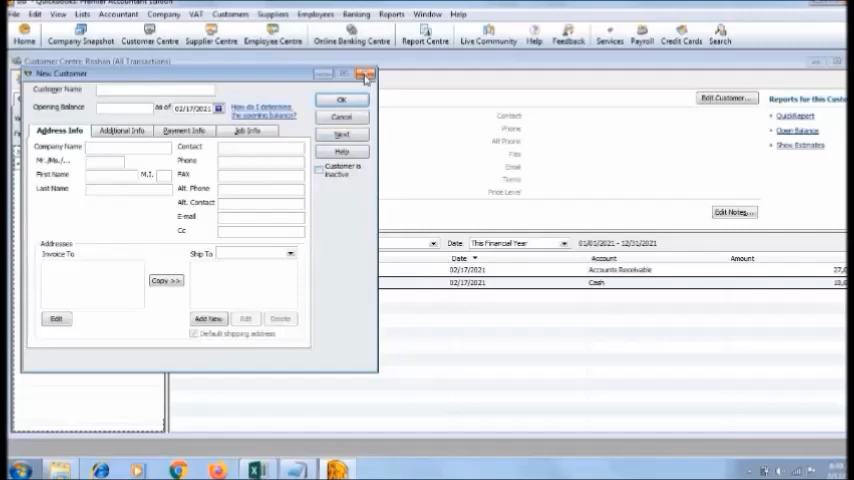 QuickBooks: Premier Accountant Edition
File Edit View Lists Accountant Company VAT Customers Suppliers Employees Banking Reports Window Help
Home Company Snapshot Customer Centre Supplier Centre Employee Centre Online Banking Centre Report Centre Live Community Help Feedback Services Payroll Credit Cards Search
Customer Centre: Roshan (All Transactions)
New Customer
Customer Name
Opening Balance as of 02/17/2021 How do I determine the opening balance?
OK
Cancel
Next
Help
Customer is inactive
Address Info Additional Info Payment Info Job Info
Company Name
Mr./Ms./...
First Name M.I.
Last Name
Contact
Phone
FAX
Alt. Phone
Alt. Contact
E-mail
Cc
Addresses
Invoice To
Ship To
Copy >>
Edit
Add New Edit Delete
Default shipping address
Edit Customer...
Contact
Phone
Alt Phone
Fax
Email
Terms
Price Level
Edit Notes...
Reports for this Custo
QuickReport
Open Balance
Show Estimates
Date This Financial Year 01/01/2021 - 12/31/2021
Date Account Amount
02/17/2021 Accounts Receivable
02/17/2021 Cash